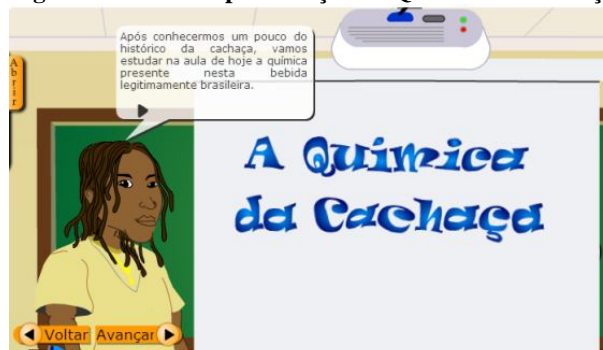 Após conhecermos um pouco do
histórico da cachaça, vamos
estudar na aula de hoje a química
presente nesta bebida
legitimamente brasileira.
Abrir
A Química
da Cachaça
Voltar Avançar